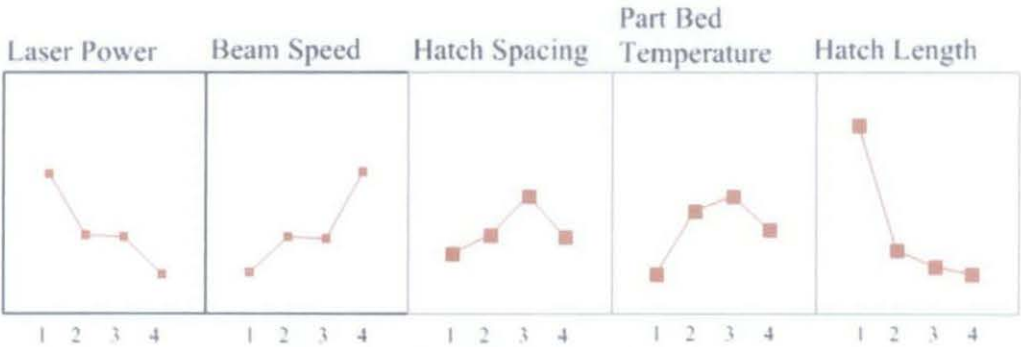 Laser Power
Beam Speed
Hatch Spacing
Part Bed
Temperature
Hatch Length
1 2 3 4
1 2 3 4
1 2 3 4
1 2 3 4
1 2 3 4